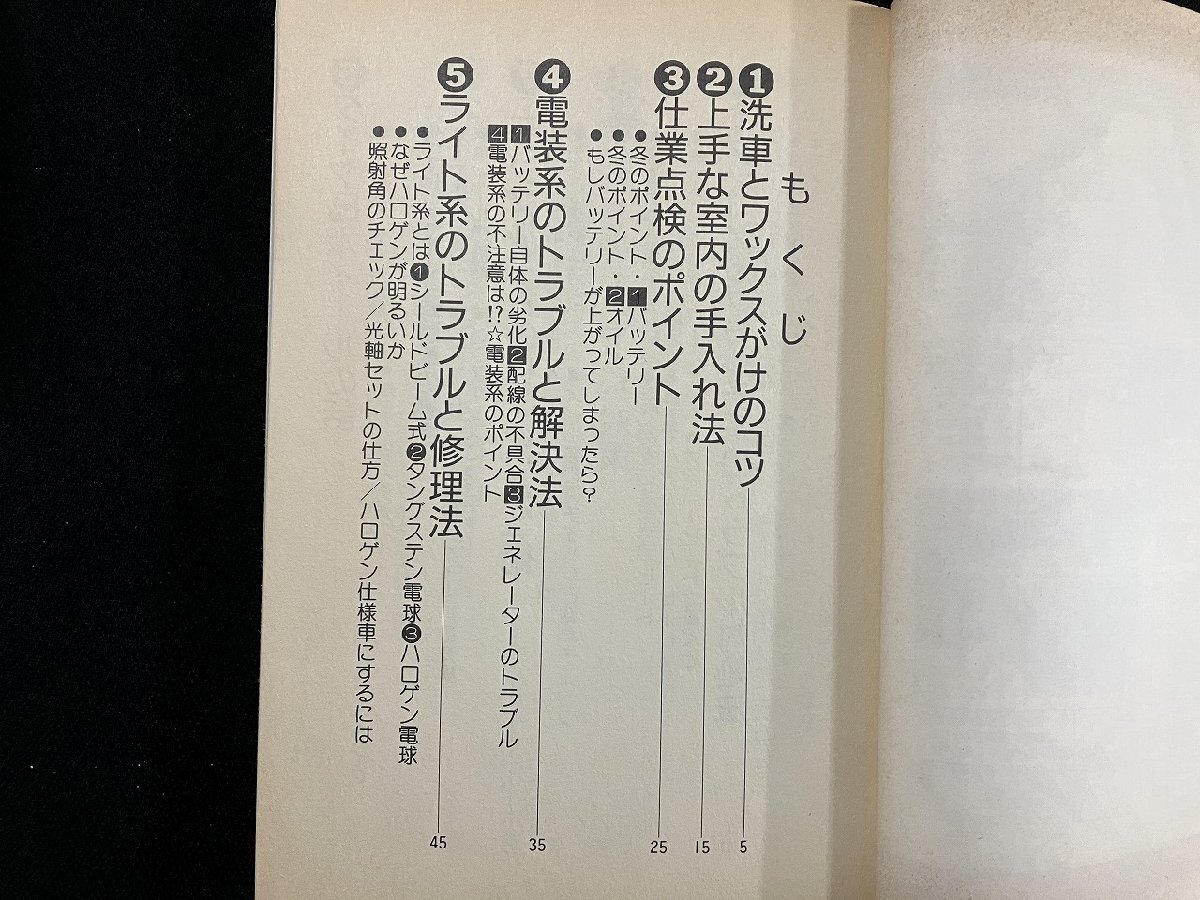 もくじ
❶洗車とワックスがけのコツ 5
❷上手な室内の手入れ法 15
❸仕業点検のポイント 25
●冬のポイント・1バッテリー
●冬のポイント・2オイル
●もしバッテリーが上がってしまったら？
❹電装系のトラブルと解決法 35
1バッテリー自体の劣化2配線の不具合3ジェネレーターのトラブル
4電装系の不注意は!?☆電装系のポイント
❺ライト系のトラブルと修理法 45
●ライト系とは❶シールドビーム式❷タングステン電球❸ハロゲン電球
●なぜハロゲンが明るいか
●照射角のチェック/光軸セットの仕方/ハロゲン仕様車にするには